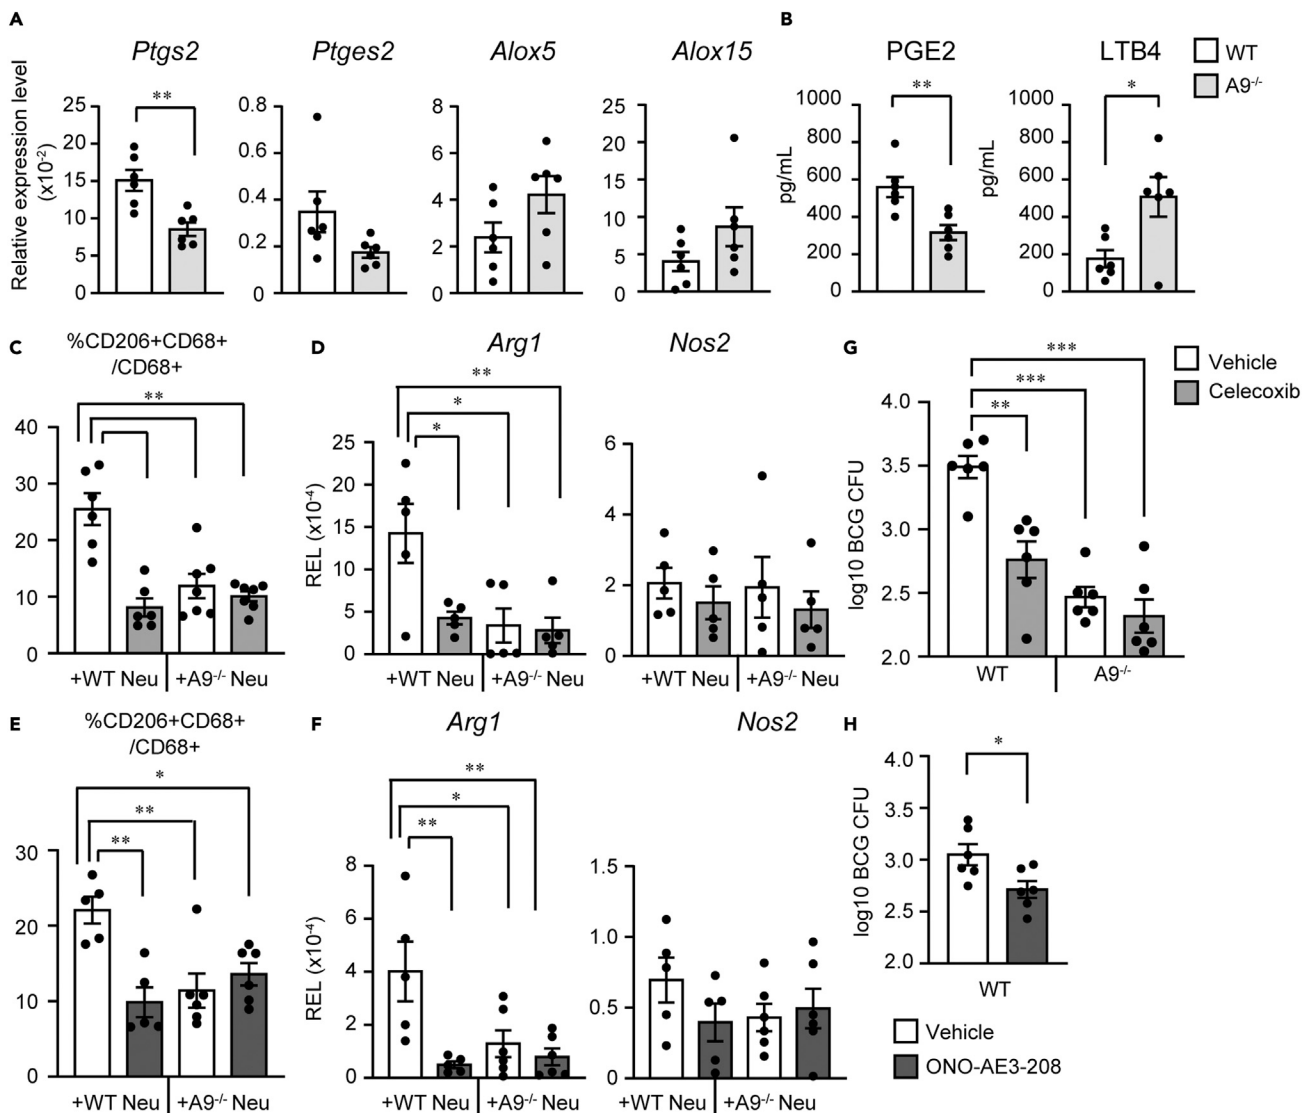 A
B
Ptgs2
Ptges2
Alox5
Alox15
PGE2
LTB4
WT
A9-/-
Relative expression level
(x10-2)
**
25
20
15
10
5
0
0.8
0.6
0.4
0.2
0
8
6
4
2
0
25
20
15
10
5
0
pg/mL
**
1000
800
600
400
200
0
pg/mL
*
1000
800
600
400
200
0
C
%CD206+CD68+
/CD68+
**
40
30
20
10
0
+WT Neu
+A9-/- Neu
D
Arg1
Nos2
**
*
*
REL (x10-4)
25
20
15
10
5
0
+WT Neu
+A9-/- Neu
6
4
2
0
+WT Neu
+A9-/- Neu
G
Vehicle
Celecoxib
***
***
**
log10 BCG CFU
4.0
3.5
3.0
2.5
2.0
WT
A9-/-
E
%CD206+CD68+
/CD68+
*
**
**
30
20
10
0
+WT Neu
+A9-/- Neu
F
Arg1
Nos2
**
*
**
REL (x10-4)
8
6
4
2
0
+WT Neu
+A9-/- Neu
1.5
1.0
0.5
0
+WT Neu
+A9-/- Neu
H
*
log10 BCG CFU
4.0
3.5
3.0
2.5
2.0
WT
Vehicle
ONO-AE3-208